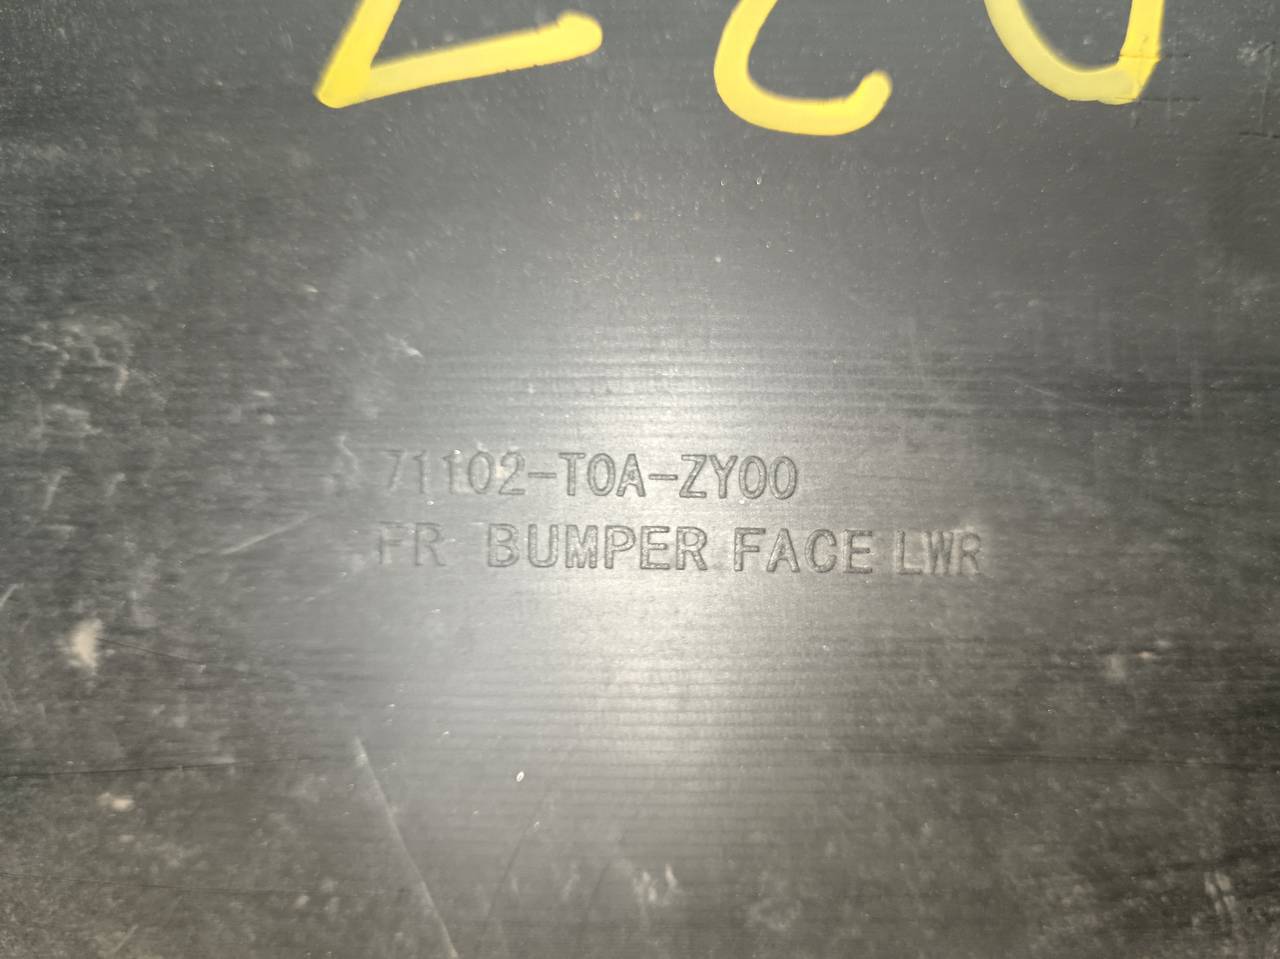 71102-T0A-ZY00
FR BUMPER FACE LWR